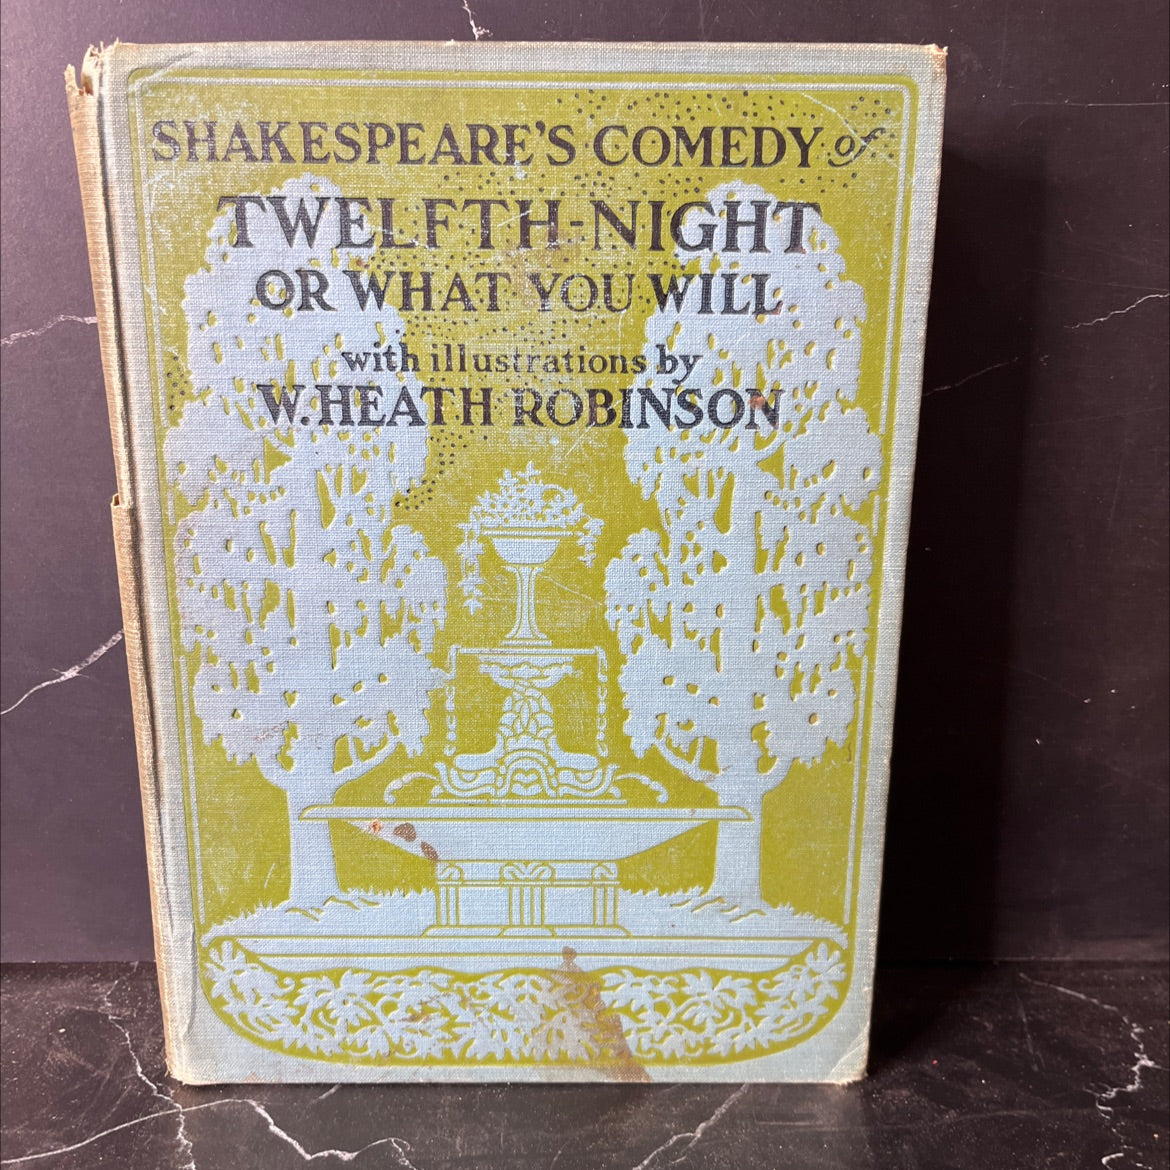 SHAKESPEARE'S COMEDY of
TWELFTH-NIGHT
OR WHAT YOU WILL
with illustrations by
W. HEATH ROBINSON